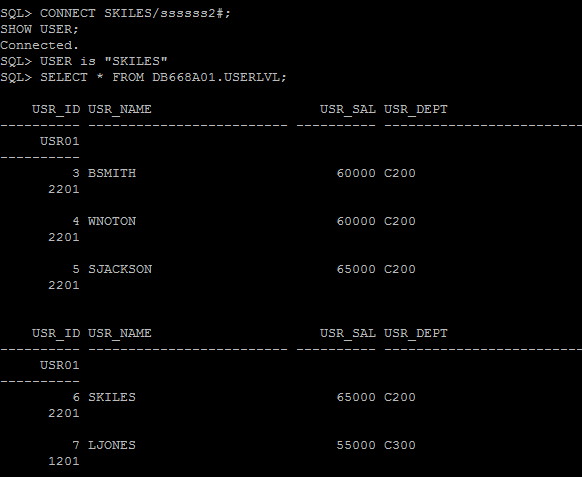 SQL> CONNECT SKILES/ssssss2#;
SHOW USER;
Connected.
SQL> USER is "SKILES"
SQL> SELECT * FROM DB668A01.USERLVL;
USR_ID USR_NAME USR_SAL USR_DEPT
---------- ------------------------- ---------- -------------------------
USR01
----------
3 BSMITH 60000 C200
2201
4 WNOTON 60000 C200
2201
5 SJACKSON 65000 C200
2201
USR_ID USR_NAME USR_SAL USR_DEPT
---------- ------------------------- ---------- -------------------------
USR01
----------
6 SKILES 65000 C200
2201
7 LJONES 55000 C300
1201